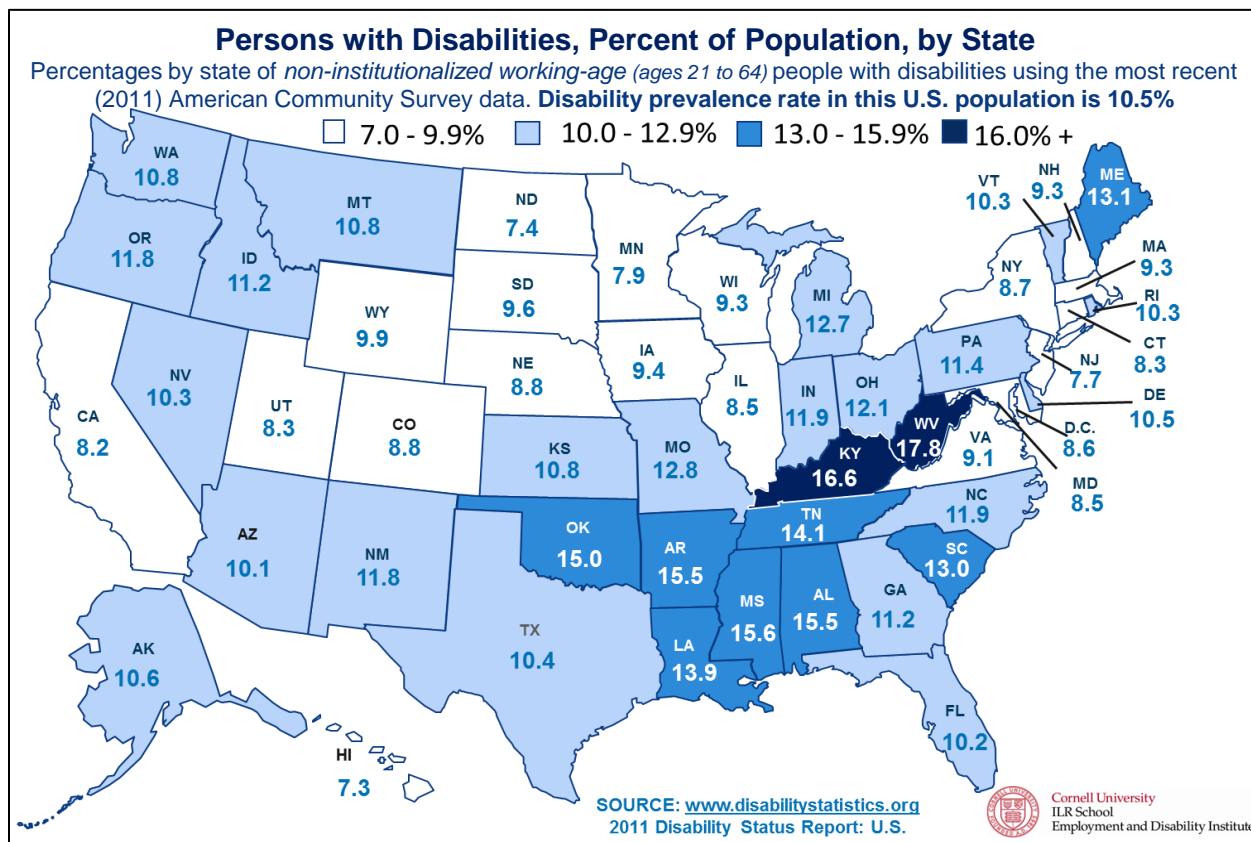 Persons with Disabilities, Percent of Population, by State
Percentages by state of non-institutionalized working-age (ages 21 to 64) people with disabilities using the most recent
(2011) American Community Survey data. Disability prevalence rate in this U.S. population is 10.5%
7.0 - 9.9% 10.0 - 12.9% 13.0 - 15.9% 16.0% +
WA
10.8
OR
11.8
ID
11.2
MT
10.8
ND
7.4
MN
7.9
SD
9.6
WI
9.3
MI
12.7
WY
9.9
NE
8.8
IA
9.4
IL
8.5
IN
11.9
OH
12.1
PA
11.4
NY
8.7
VT
10.3
NH
9.3
ME
13.1
MA
9.3
RI
10.3
CT
8.3
NJ
7.7
DE
10.5
D.C.
8.6
MD
8.5
VA
9.1
WV
17.8
KY
16.6
NV
10.3
CA
8.2
UT
8.3
CO
8.8
KS
10.8
MO
12.8
TN
14.1
NC
11.9
SC
13.0
GA
11.2
AL
15.5
MS
15.6
AR
15.5
LA
13.9
OK
15.0
AZ
10.1
NM
11.8
TX
10.4
FL
10.2
AK
10.6
HI
7.3
SOURCE: www.disabilitystatistics.org
2011 Disability Status Report: U.S.
Cornell University
ILR School
Employment and Disability Institute